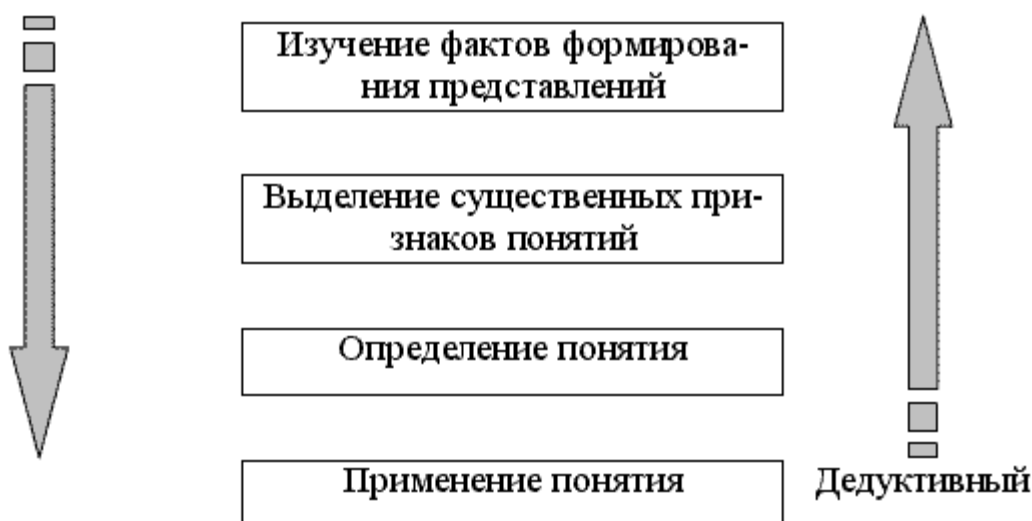 Изучение фактов формирова-
ния представлений
Выделение существенных при-
знаков понятий
Определение понятия
Применение понятия
Дедуктивный